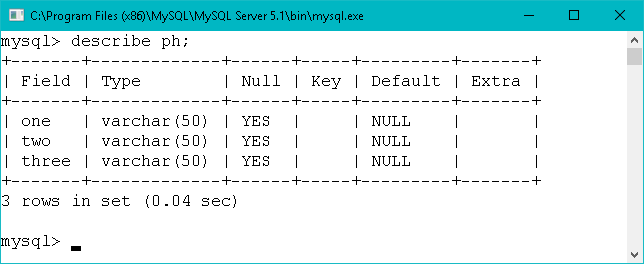 C:\Program Files (x86)\MySQL\MySQL Server 5.1\bin\mysql.exe
mysql> describe ph;
+-------+-------------+------+-----+---------+-------+
| Field | Type        | Null | Key | Default | Extra |
+-------+-------------+------+-----+---------+-------+
| one   | varchar(50) | YES  |     | NULL    |       |
| two   | varchar(50) | YES  |     | NULL    |       |
| three | varchar(50) | YES  |     | NULL    |       |
+-------+-------------+------+-----+---------+-------+
3 rows in set (0.04 sec)
mysql>